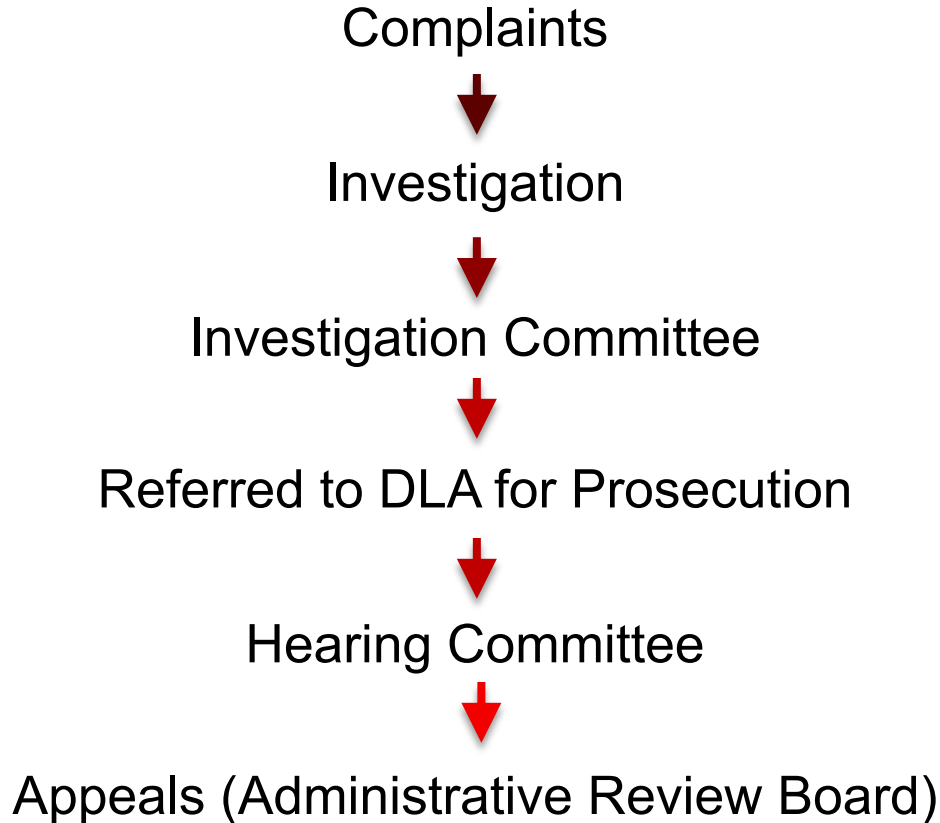 Complaints
Investigation
Investigation Committee
Referred to DLA for Prosecution
Hearing Committee
Appeals (Administrative Review Board)